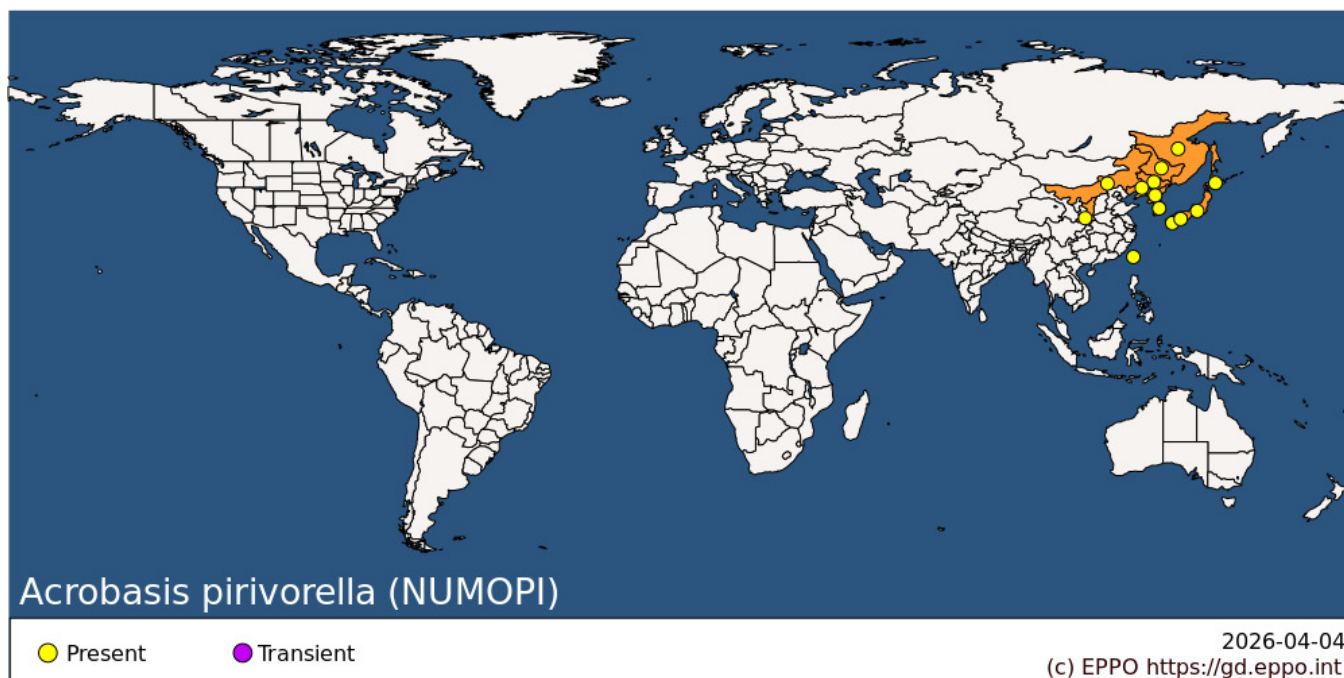 Acrobasis pirivorella (NUMOPI)
Present
Transient
2026-04-04
(c) EPPO https://gd.eppo.int